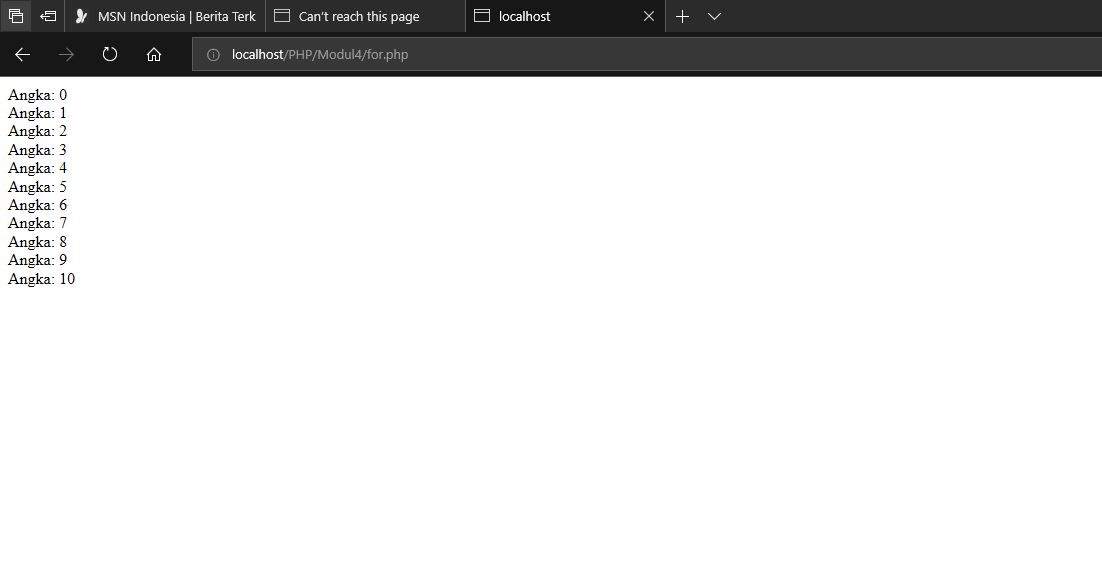 MSN Indonesia | Berita Terk
Can't reach this page
localhost
localhost/PHP/Modul4/for.php
Angka: 0
Angka: 1
Angka: 2
Angka: 3
Angka: 4
Angka: 5
Angka: 6
Angka: 7
Angka: 8
Angka: 9
Angka: 10